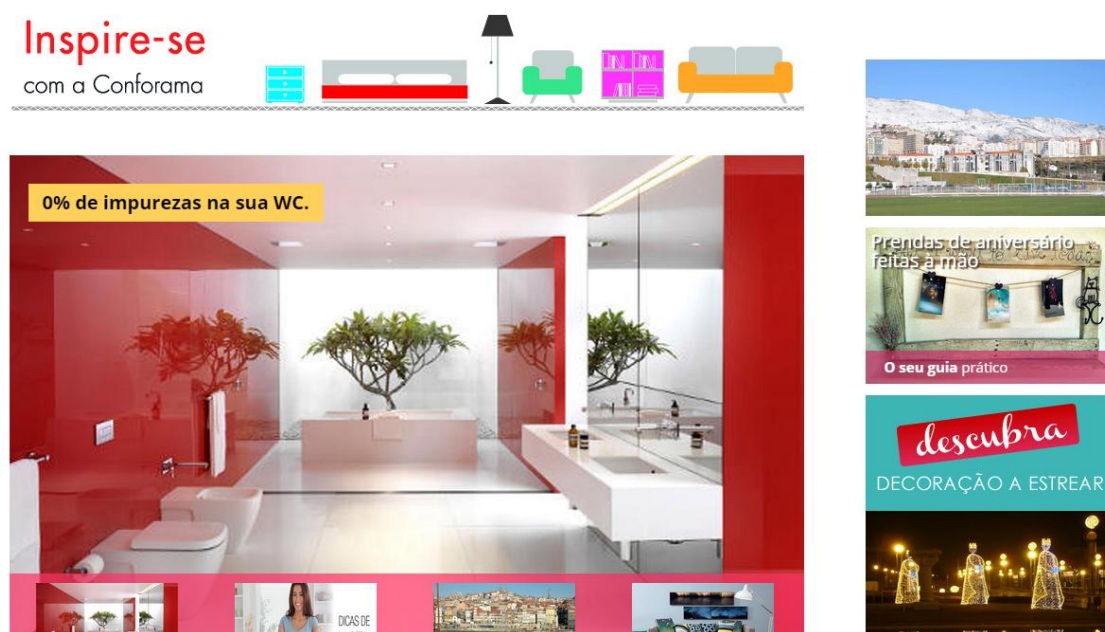 Inspire-se
com a Conforama
0% de impurezas na sua WC.
DICAS DE
Prendas de aniversário
feitas à mão
O seu guia prático
descubra
DECORAÇÃO A ESTREAR